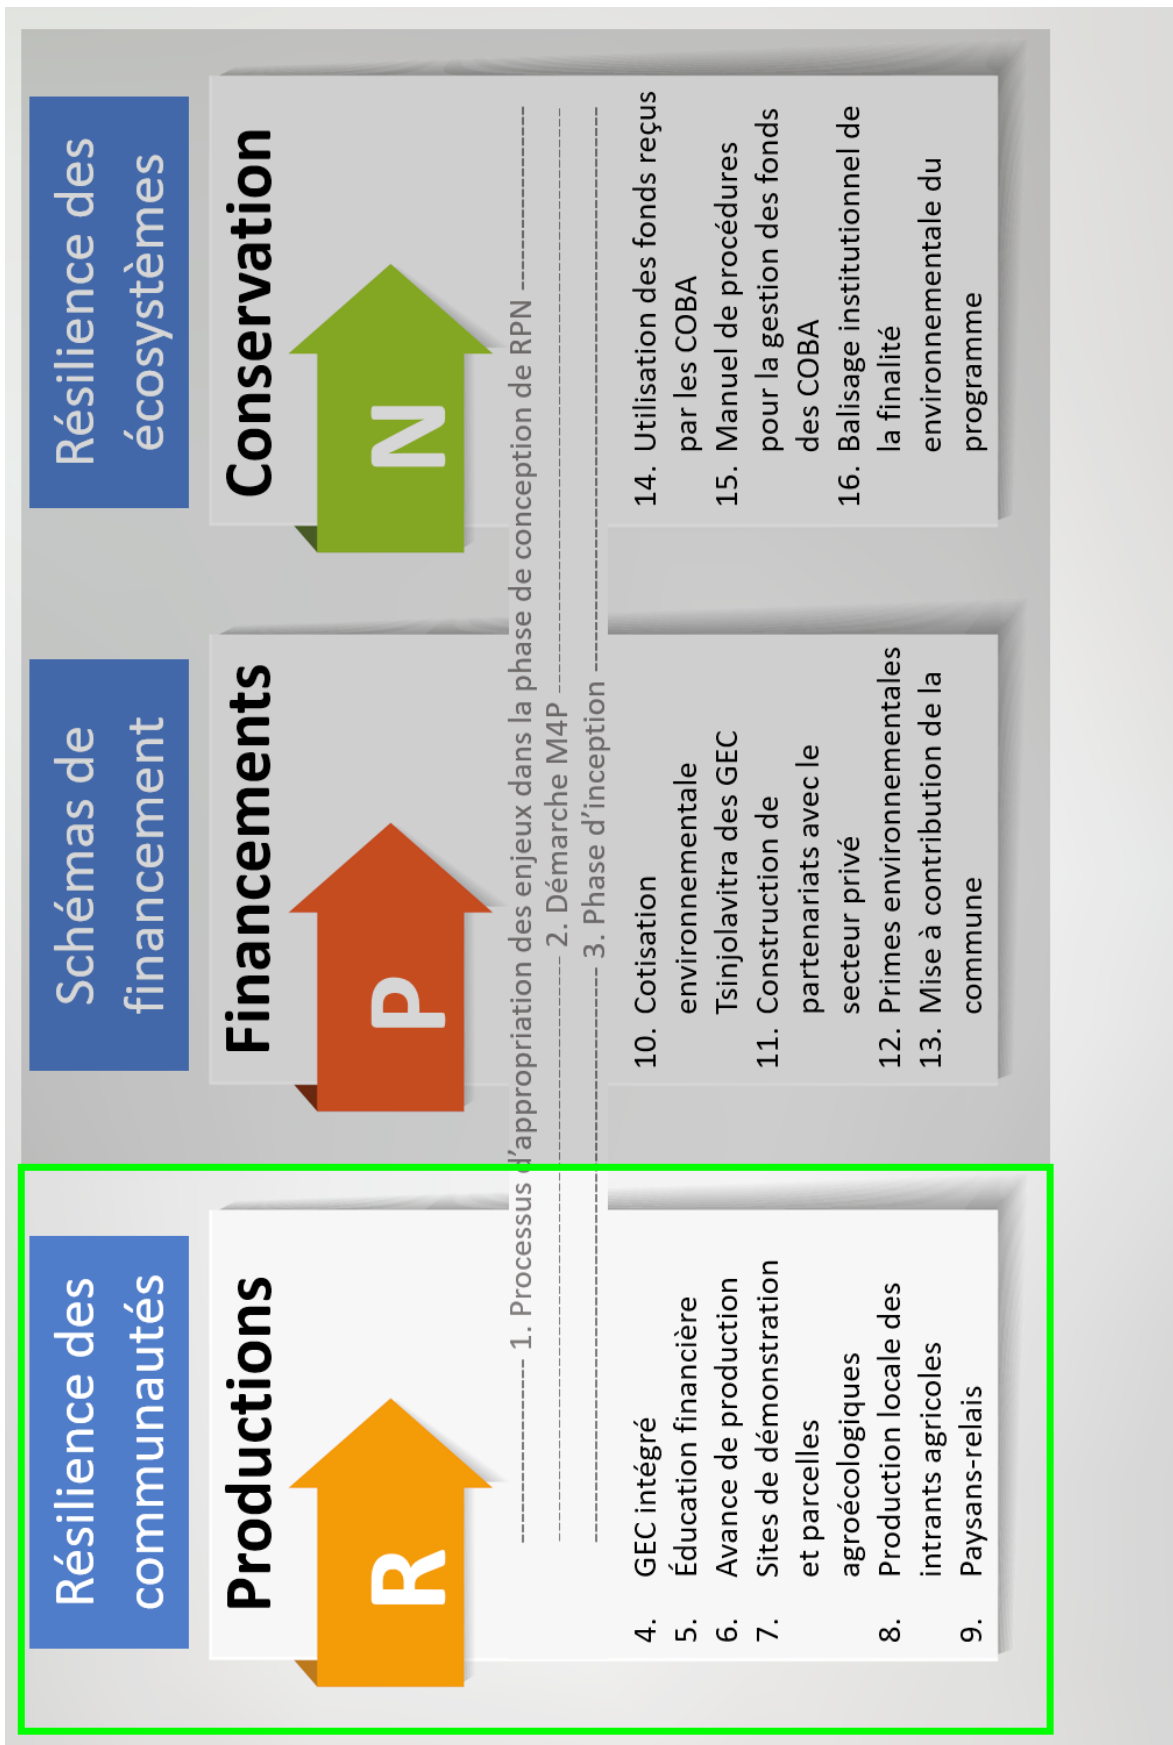 Résilience des
communautés
Productions
R
Schémas de
financement
Financements
P
Résilience des
écosystèmes
Conservation
N
1. Processus d'appropriation des enjeux dans la phase de conception de RPN
2. Démarche M4P
3. Phase d'inception
4. GEC intégré
5. Éducation financière
6. Avance de production
7. Sites de démonstration
et parcelles
agroécologiques
8. Production locale des
intrants agricoles
9. Paysans-relais
10. Cotisation
environnementale
Tsinjolavitra des GEC
11. Construction de
partenariats avec le
secteur privé
12. Primes environnementales
13. Mise à contribution de la
commune
14. Utilisation des fonds reçus
par les COBA
15. Manuel de procédures
pour la gestion des fonds
des COBA
16. Balisage institutionnel de
la finalité
environnementale du
programme